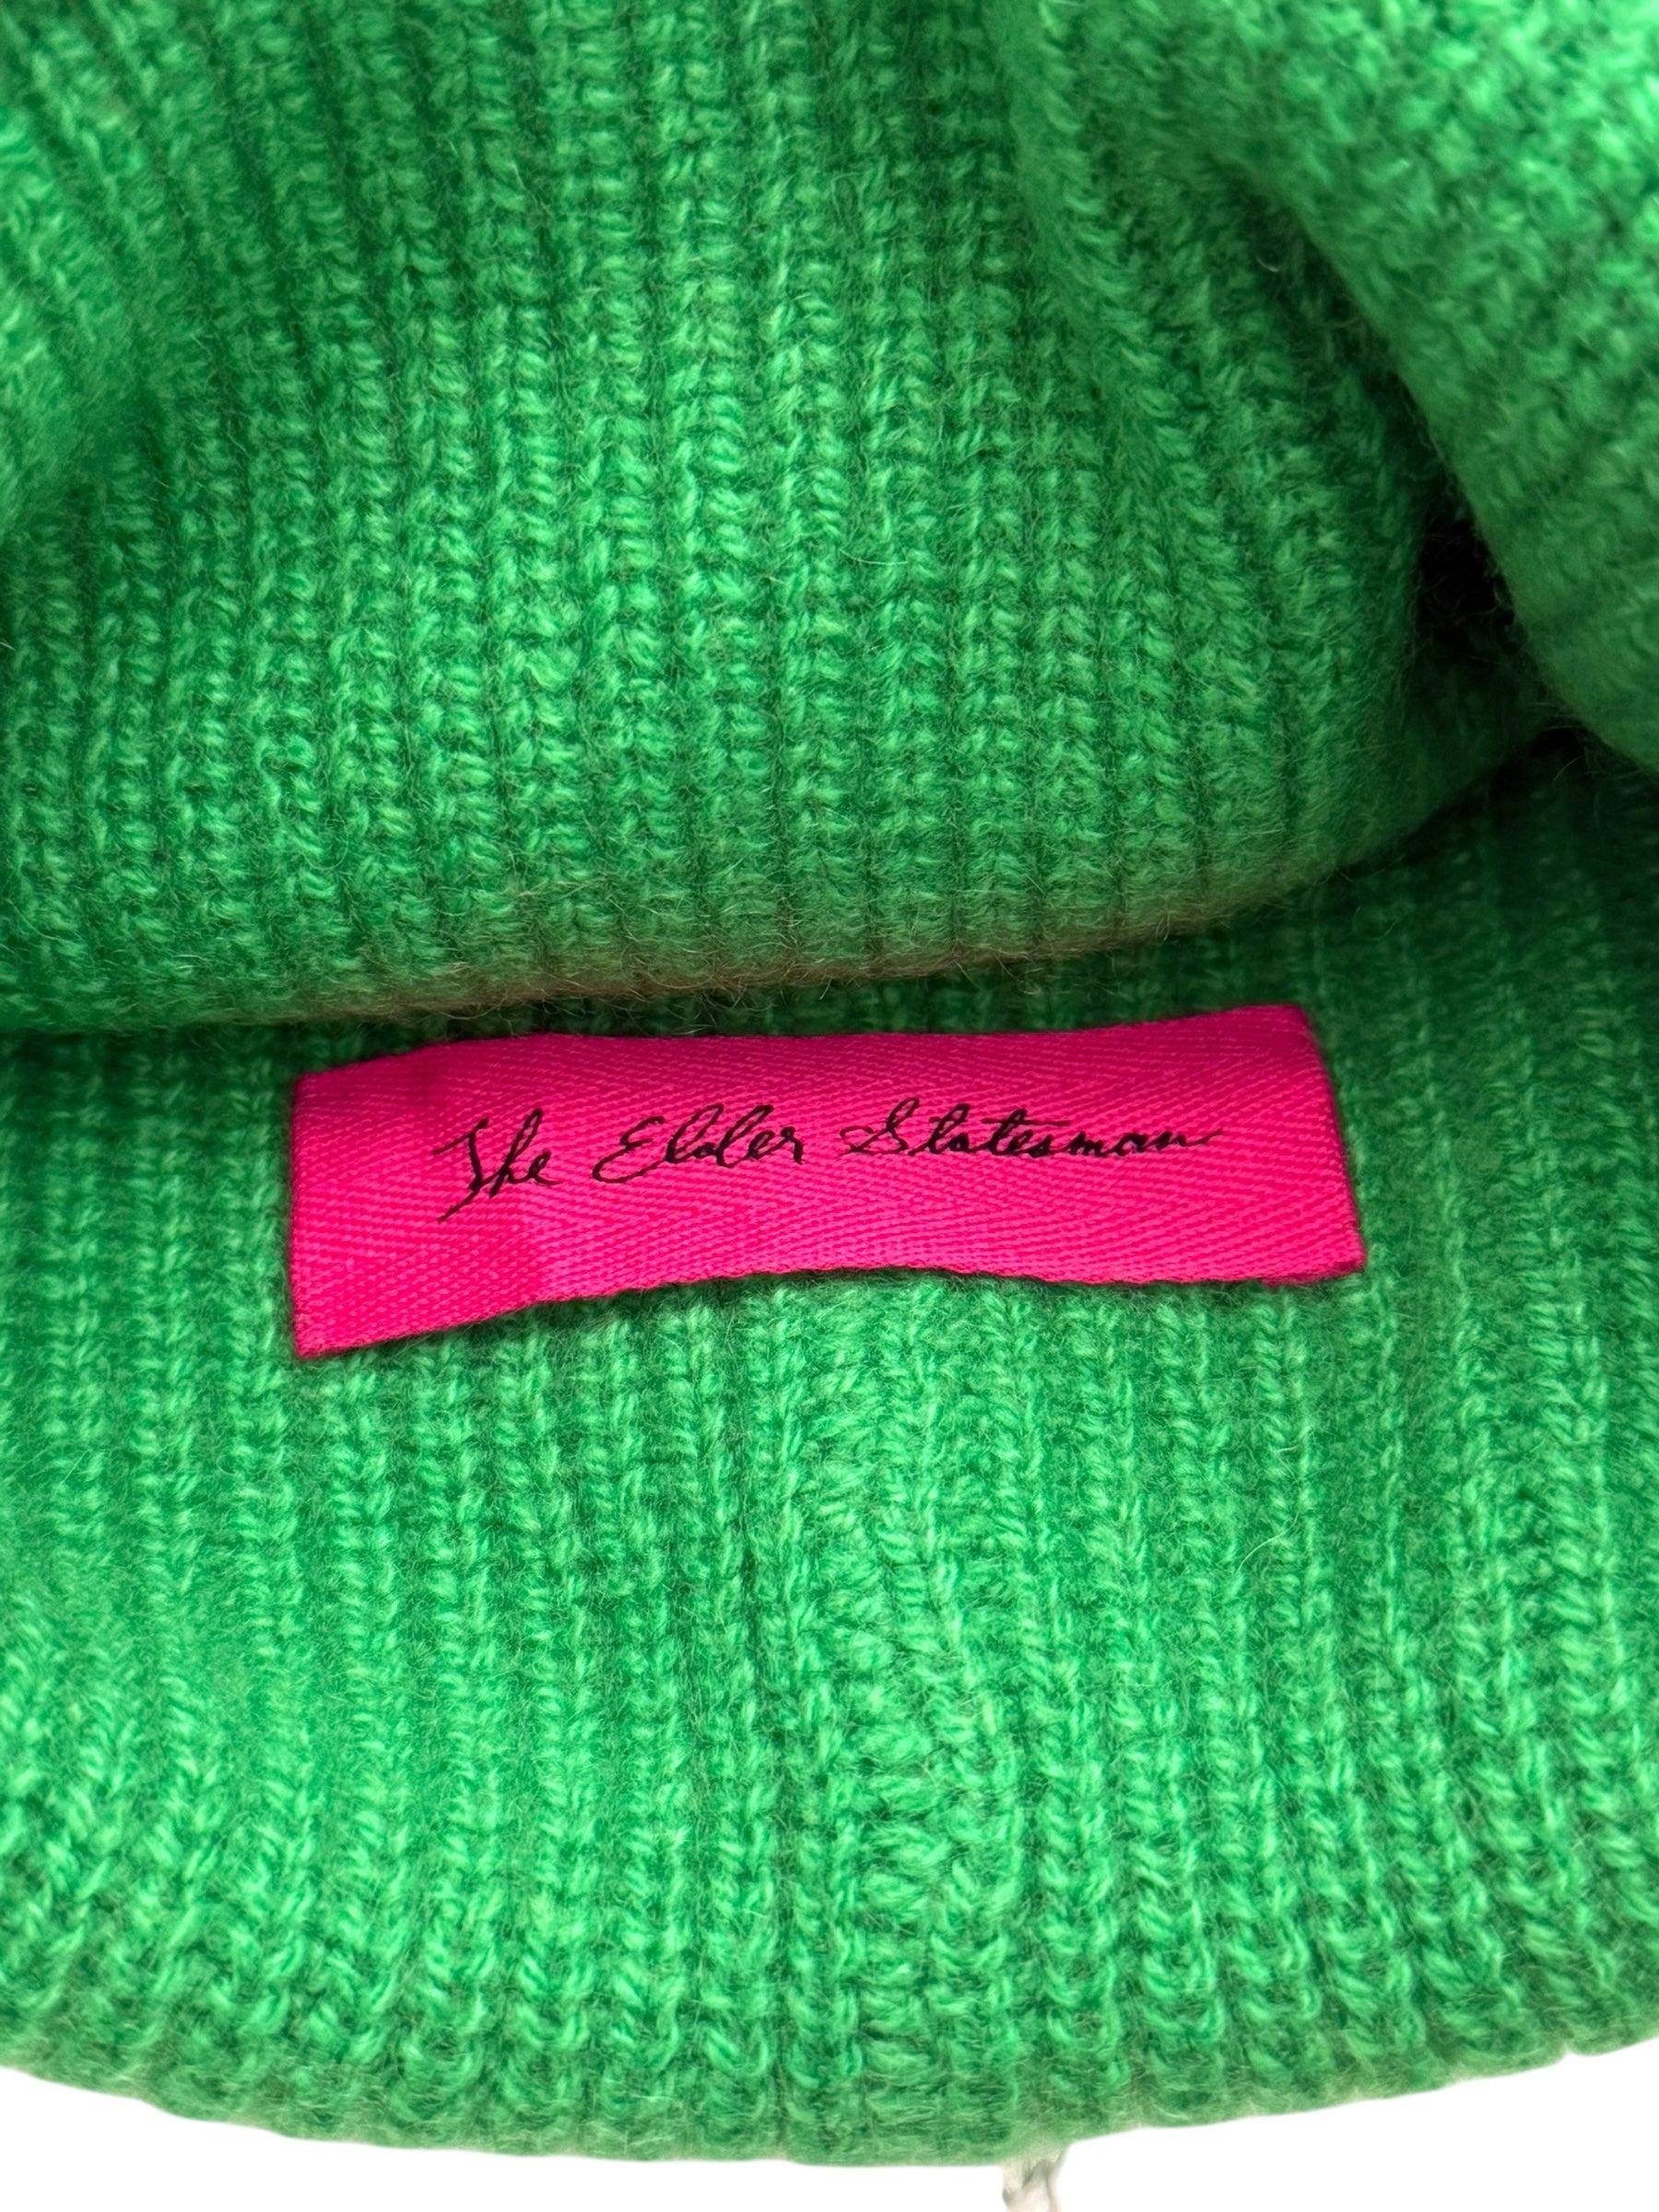 The Elder Statesman